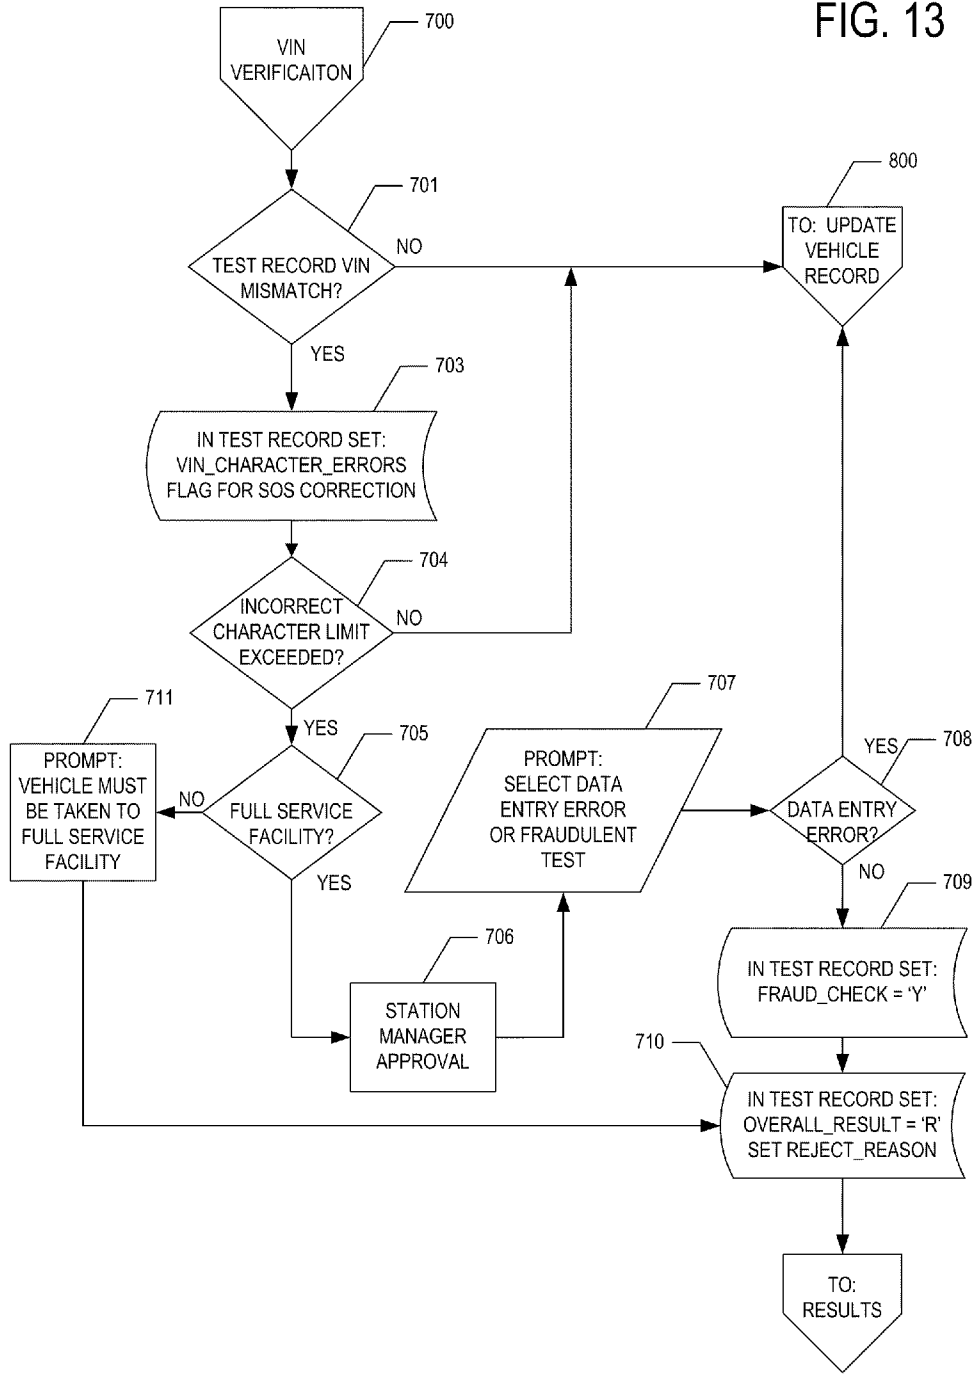 FIG. 13
700
VIN
VERIFICAITON
701
800
TO: UPDATE
VEHICLE
RECORD
NO
TEST RECORD VIN
MISMATCH?
YES
703
IN TEST RECORD SET:
VIN_CHARACTER_ERRORS
FLAG FOR SOS CORRECTION
704
INCORRECT
CHARACTER LIMIT
EXCEEDED?
NO
YES
711
PROMPT:
VEHICLE MUST
BE TAKEN TO
FULL SERVICE
FACILITY
705
NO
FULL SERVICE
FACILITY?
YES
707
PROMPT:
SELECT DATA
ENTRY ERROR
OR FRAUDULENT
TEST
708
YES
DATA ENTRY
ERROR?
NO
706
STATION
MANAGER
APPROVAL
709
IN TEST RECORD SET:
FRAUD_CHECK = ‘Y’
710
IN TEST RECORD SET:
OVERALL_RESULT = ‘R’
SET REJECT_REASON
TO:
RESULTS